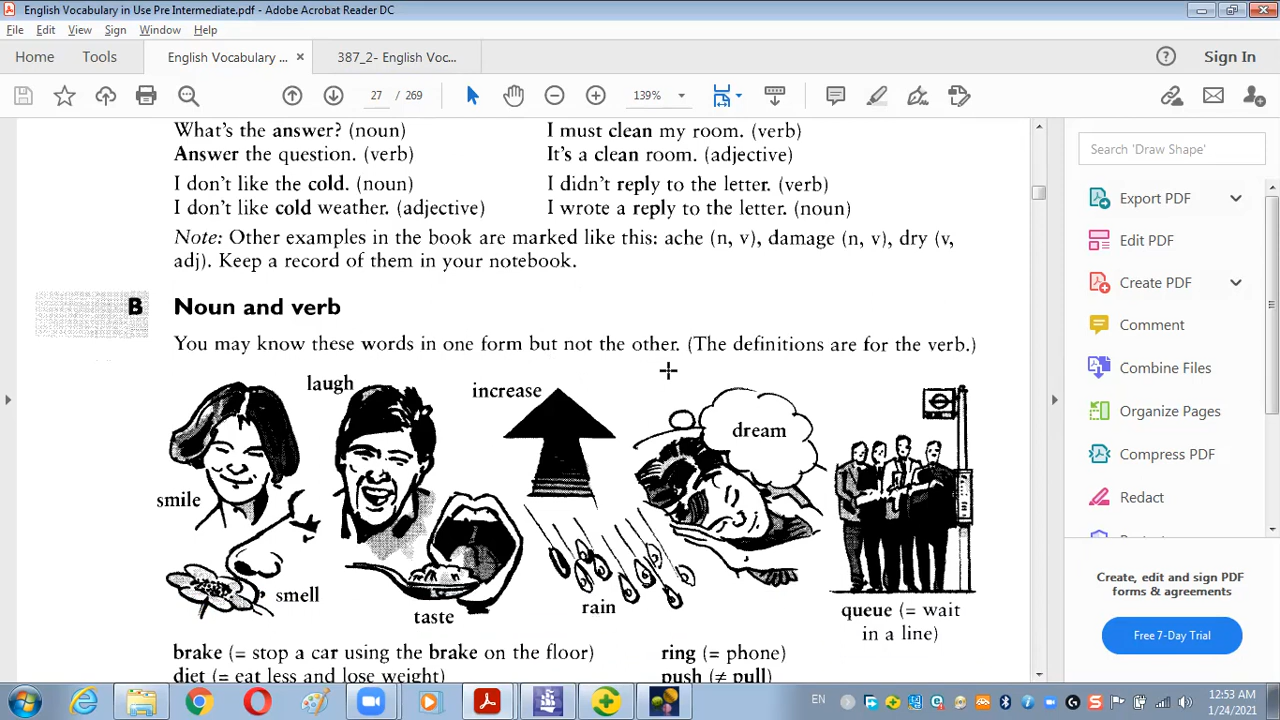 English Vocabulary in Use Pre Intermediate.pdf - Adobe Acrobat Reader DC
File Edit View Sign Window Help
Home Tools English Vocabulary ... × 387_2- English Voc... Sign In
27 / 269 139%
What's the answer? (noun)
Answer the question. (verb)
I don't like the cold. (noun)
I don't like cold weather. (adjective)
I must clean my room. (verb)
It's a clean room. (adjective)
I didn't reply to the letter. (verb)
I wrote a reply to the letter. (noun)
Note: Other examples in the book are marked like this: ache (n, v), damage (n, v), dry (v,
adj). Keep a record of them in your notebook.
B Noun and verb
You may know these words in one form but not the other. (The definitions are for the verb.)
laugh
increase
dream
smile
smell
taste
rain
queue (= wait
in a line)
brake (= stop a car using the brake on the floor)
diet (= eat less and lose weight)
ring (= phone)
push (≠ pull)
Search 'Draw Shape'
Export PDF
Edit PDF
Create PDF
Comment
Combine Files
Organize Pages
Compress PDF
Redact
Create, edit and sign PDF
forms & agreements
Free 7-Day Trial
EN
12:53 AM
1/24/2021